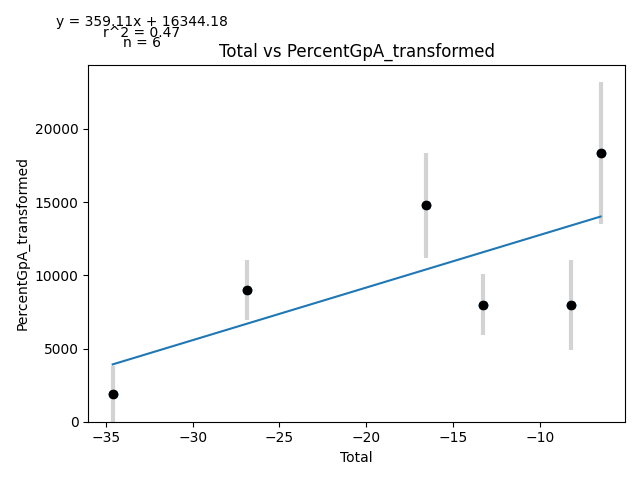 y = 359.11x + 16344.18
r^2 = 0.47
n = 6
Total vs PercentGpA_transformed
PercentGpA_transformed
20000
15000
10000
5000
0
−35
−30
−25
−20
−15
−10
Total